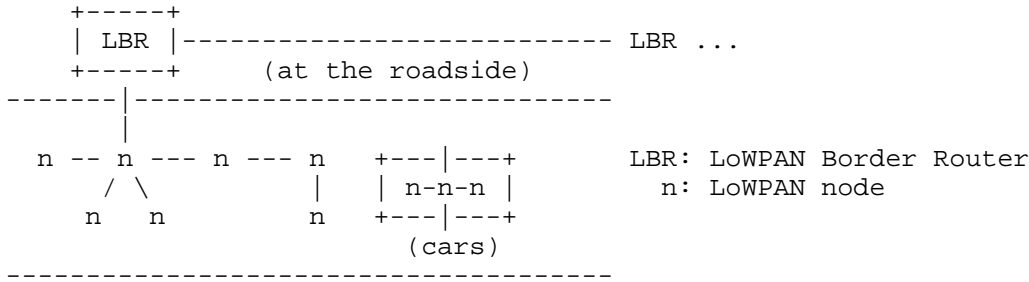 +-----+
| LBR |--------------------------- LBR ...
+-----+     (at the roadside)
-------|------------------------------
       |
  n -- n --- n --- n   +---|---+       LBR: LoWPAN Border Router
      / \          |   | n-n-n |         n: LoWPAN node
     n   n         n   +---|---+
                         (cars)
--------------------------------------